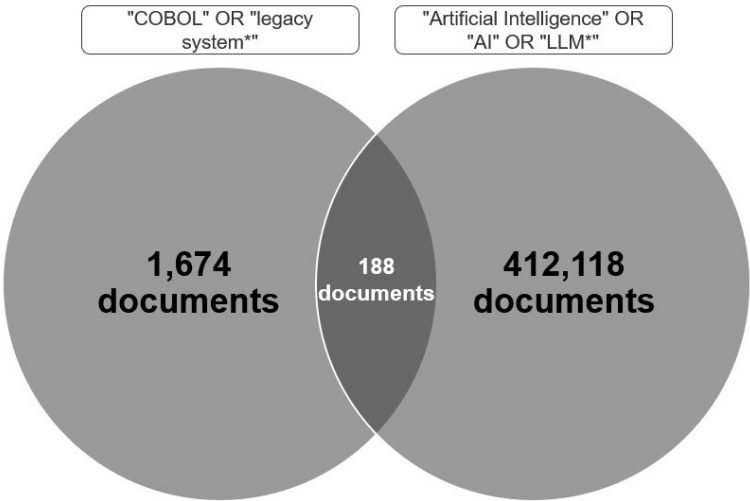 "COBOL" OR "legacy
system*"
"Artificial Intelligence" OR
"AI" OR "LLM*"
1,674
documents
188
documents
412,118
documents